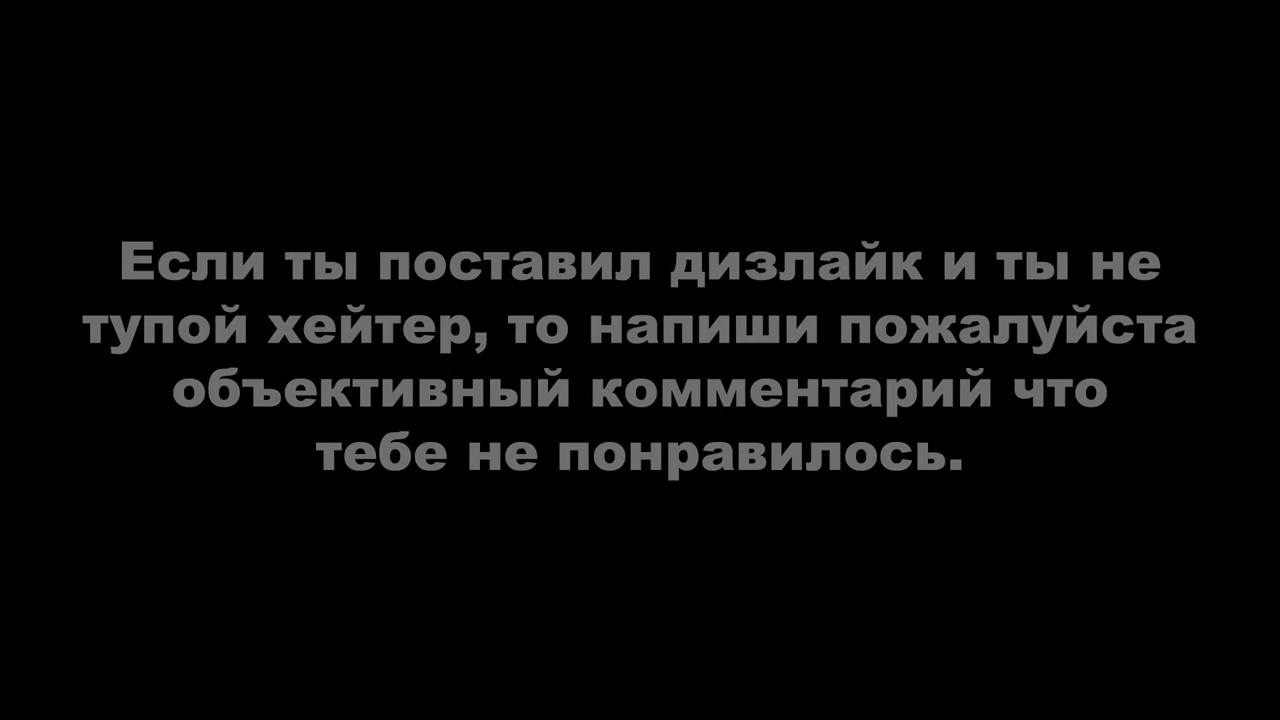 Если ты поставил дизлайк и ты не
тупой хейтер, то напиши пожалуйста
объективный комментарий что
тебе не понравилось.